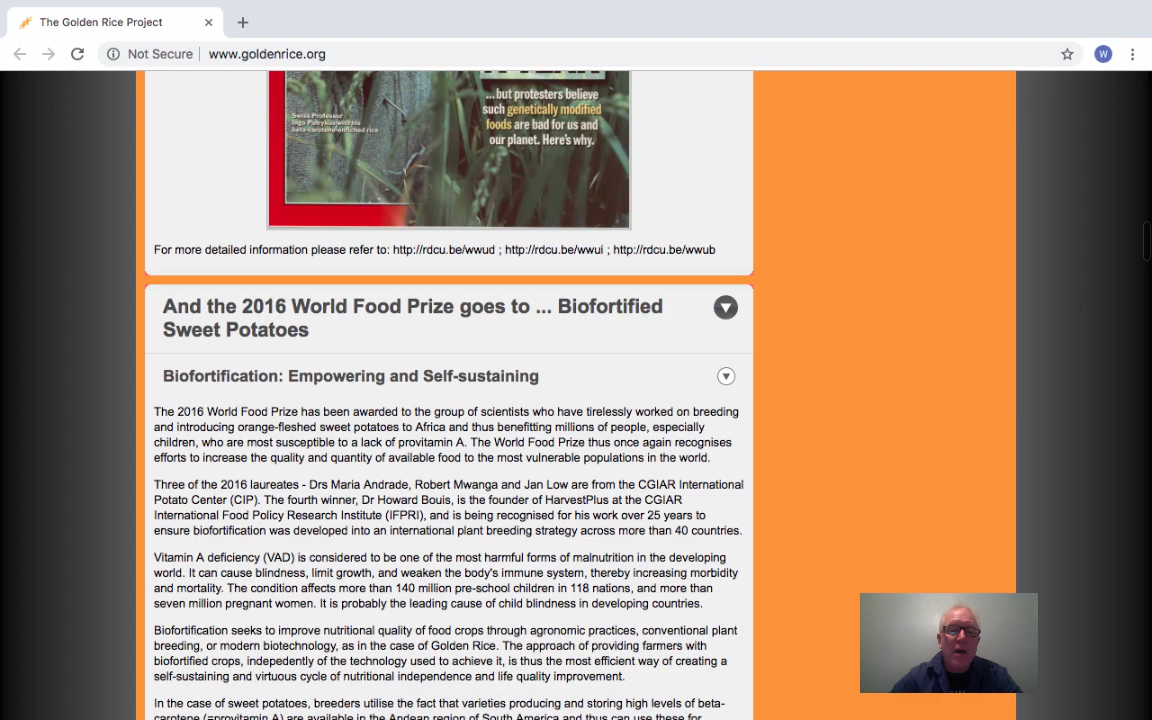 The Golden Rice Project
Not Secure
www.goldenrice.org
W
...but protesters believe
such genetically modified
foods are bad for us and
our planet. Here's why.
Swiss Professor
Ingo Potrykus with his
beta-carotene-enriched rice
For more detailed information please refer to: http://rdcu.be/wwud ; http://rdcu.be/wwui ; http://rdcu.be/wwub
And the 2016 World Food Prize goes to ... Biofortified
Sweet Potatoes
Biofortification: Empowering and Self-sustaining
The 2016 World Food Prize has been awarded to the group of scientists who have tirelessly worked on breeding
and introducing orange-fleshed sweet potatoes to Africa and thus benefitting millions of people, especially
children, who are most susceptible to a lack of provitamin A. The World Food Prize thus once again recognises
efforts to increase the quality and quantity of available food to the most vulnerable populations in the world.
Three of the 2016 laureates - Drs Maria Andrade, Robert Mwanga and Jan Low are from the CGIAR International
Potato Center (CIP). The fourth winner, Dr Howard Bouis, is the founder of HarvestPlus at the CGIAR
International Food Policy Research Institute (IFPRI), and is being recognised for his work over 25 years to
ensure biofortification was developed into an international plant breeding strategy across more than 40 countries.
Vitamin A deficiency (VAD) is considered to be one of the most harmful forms of malnutrition in the developing
world. It can cause blindness, limit growth, and weaken the body's immune system, thereby increasing morbidity
and mortality. The condition affects more than 140 million pre-school children in 118 nations, and more than
seven million pregnant women. It is probably the leading cause of child blindness in developing countries.
Biofortification seeks to improve nutritional quality of food crops through agronomic practices, conventional plant
breeding, or modern biotechnology, as in the case of Golden Rice. The approach of providing farmers with
biofortified crops, indepedently of the technology used to achieve it, is thus the most efficient way of creating a
self-sustaining and virtuous cycle of nutritional independence and life quality improvement.
In the case of sweet potatoes, breeders utilise the fact that varieties producing and storing high levels of beta-
carotene (=provitamin A) are available in the Andean region of South America and thus can use these for